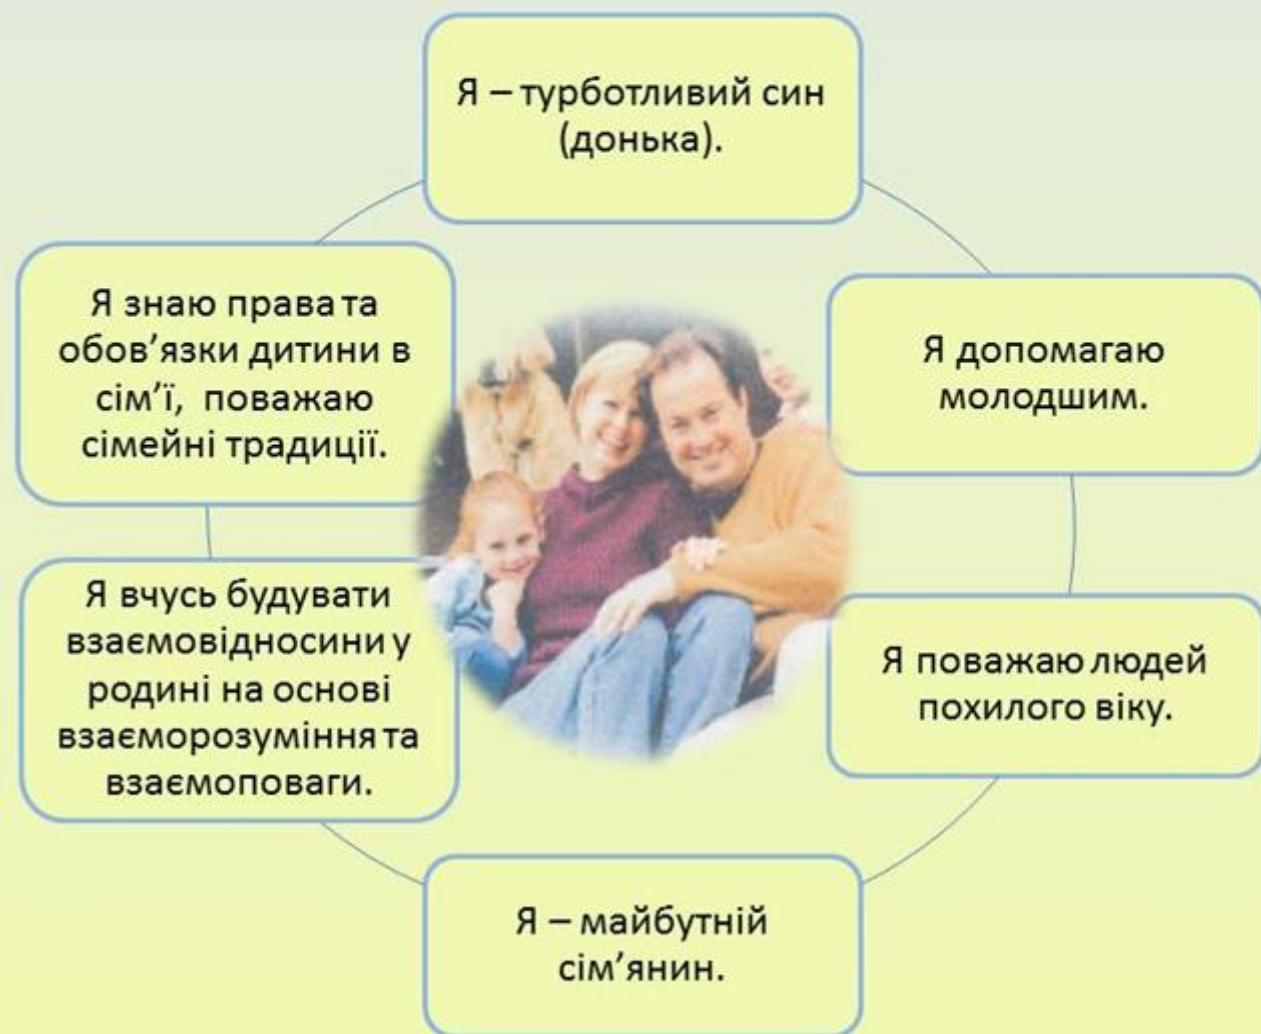 Я – турботливий син
(донька).
Я допомагаю
молодшим.
Я поважаю людей
похилого віку.
Я – майбутній
сім’янин.
Я вчусь будувати
взаємовідносини у
родині на основі
взаєморозуміння та
взаємоповаги.
Я знаю права та
обов’язки дитини в
сім’ї, поважаю
сімейні традиції.